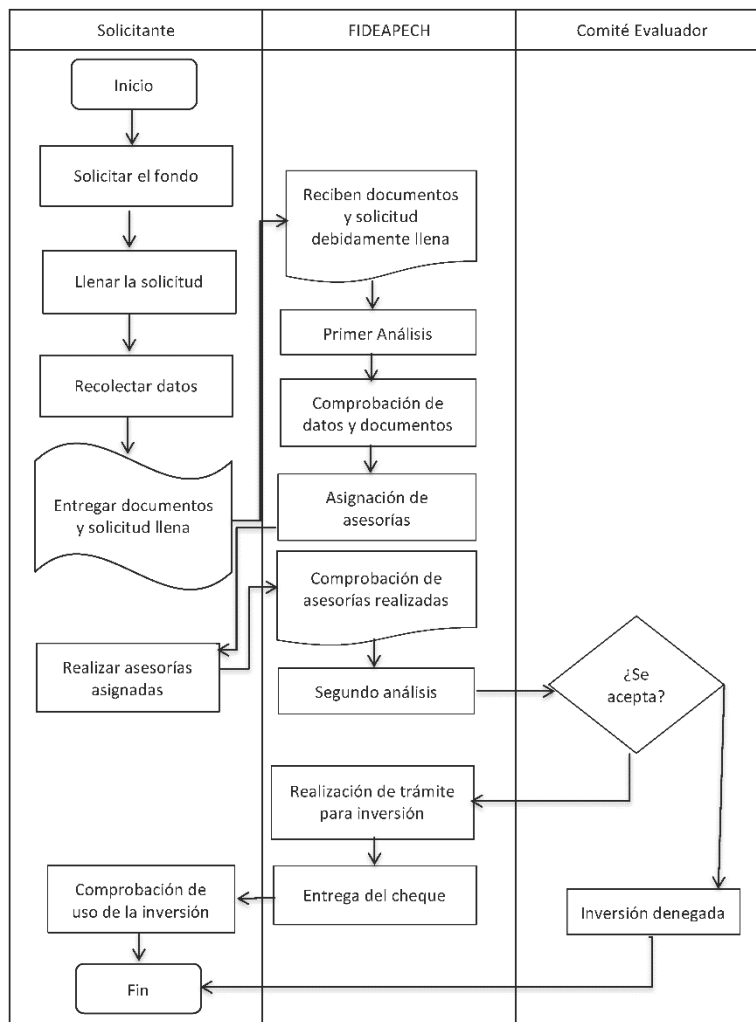 Solicitante
FIDEAPECH
Comité Evaluador
Inicio
Solicitar el fondo
Llenar la solicitud
Recolectar datos
Entregar documentos
y solicitud llena
Reciben documentos
y solicitud
debidamente llena
Primer Análisis
Comprobación de
datos y documentos
Asignación de
asesorías
Realizar asesorías
asignadas
Comprobación de
asesorías realizadas
Segundo análisis
¿Se
acepta?
Realización de trámite
para inversión
Entrega del cheque
Comprobación de
uso de la inversión
Inversión denegada
Fin